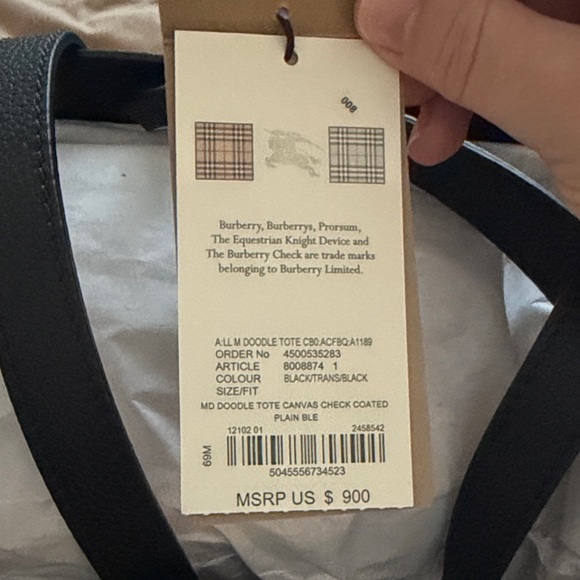 008
Burberry, Burberrys, Prorsum,
The Equestrian Knight Device and
The Burberry Check are trade marks
belonging to Burberry Limited.
A:LL M DOODLE TOTE CB0:ACFBQ:A1189
ORDER No 4500535283
ARTICLE 8008874 1
COLOUR BLACK/TRANS/BLACK
SIZE/FIT
MD DOODLE TOTE CANVAS CHECK COATED
PLAIN BLE
12102 01 2458542
69M
5045556734523
MSRP US $ 900